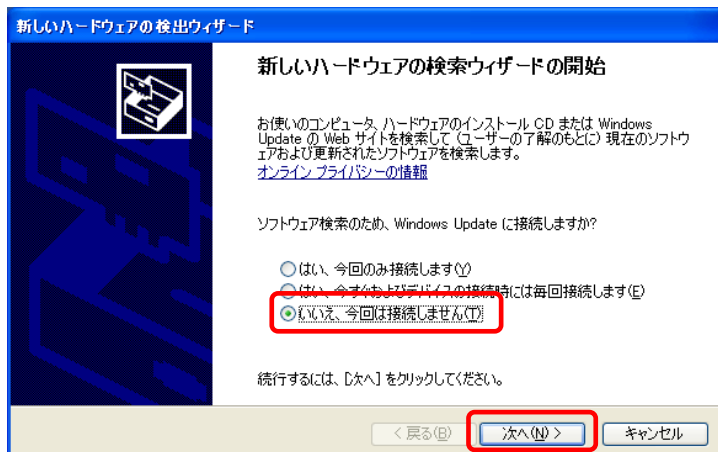 新しいハードウェアの検出ウィザード
新しいハードウェアの検索ウィザードの開始
お使いのコンピュータ、ハードウェアのインストール CD または Windows
Update の Web サイトを検索して (ユーザーの了解のもとに) 現在のソフトウ
ェアおよび更新されたソフトウェアを検索します。
オンライン プライバシーの情報
ソフトウェア検索のため、Windows Update に接続しますか?
はい、今回のみ接続します(Y)
はい、今すぐおよびデバイスの接続時には毎回接続します(E)
いいえ、今回は接続しません(T)
続行するには、[次へ] をクリックしてください。
< 戻る(B) 次へ(N) > キャンセル